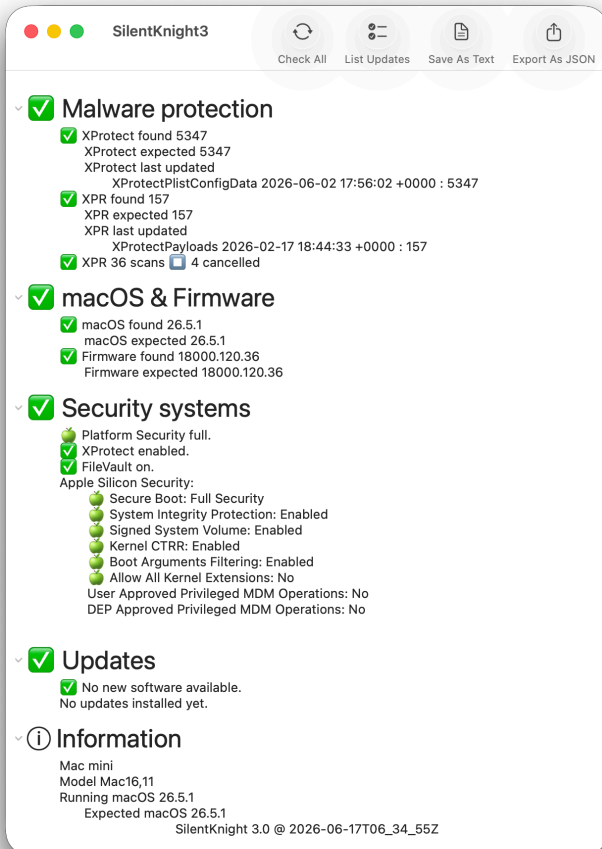 SilentKnight3
Check All
List Updates
Save As Text
Export As JSON
Malware protection
XProtect found 5347
XProtect expected 5347
XProtect last updated
XProtectPlistConfigData 2026-06-02 17:56:02 +0000 : 5347
XPR found 157
XPR expected 157
XPR last updated
XProtectPayloads 2026-02-17 18:44:33 +0000 : 157
XPR 36 scans 4 cancelled
macOS & Firmware
macOS found 26.5.1
macOS expected 26.5.1
Firmware found 18000.120.36
Firmware expected 18000.120.36
Security systems
Platform Security full.
XProtect enabled.
FileVault on.
Apple Silicon Security:
Secure Boot: Full Security
System Integrity Protection: Enabled
Signed System Volume: Enabled
Kernel CTRR: Enabled
Boot Arguments Filtering: Enabled
Allow All Kernel Extensions: No
User Approved Privileged MDM Operations: No
DEP Approved Privileged MDM Operations: No
Updates
No new software available.
No updates installed yet.
Information
Mac mini
Model Mac16,11
Running macOS 26.5.1
Expected macOS 26.5.1
SilentKnight 3.0 @ 2026-06-17T06_34_55Z